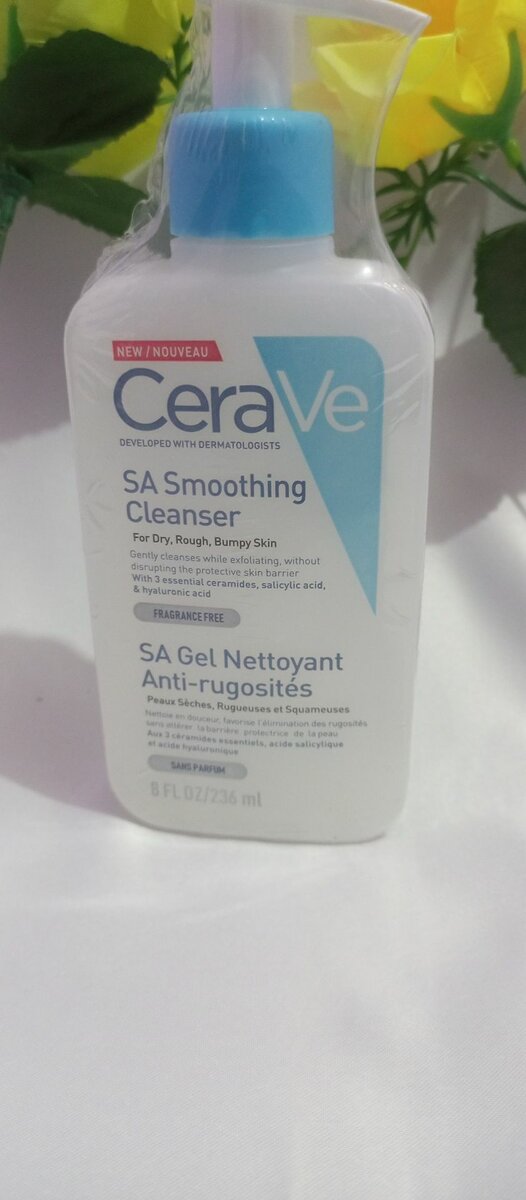 NEW / NOUVEAU
CeraVe
DEVELOPED WITH DERMATOLOGISTS
SA Smoothing
Cleanser
For Dry, Rough, Bumpy Skin
Gently cleanses while exfoliating, without
disrupting the protective skin barrier
With 3 essential ceramides, salicylic acid,
& hyaluronic acid
FRAGRANCE FREE
SA Gel Nettoyant
Anti-rugosités
Peaux Sèches, Rugueuses et Squameuses
Nettoie en douceur, favorise l'élimination des rugosités
sans altérer la barrière protectrice de la peau
Aux 3 céramides essentiels, acide salicylique
et acide hyaluronique
SANS PARFUM
8 FL OZ/236 ml